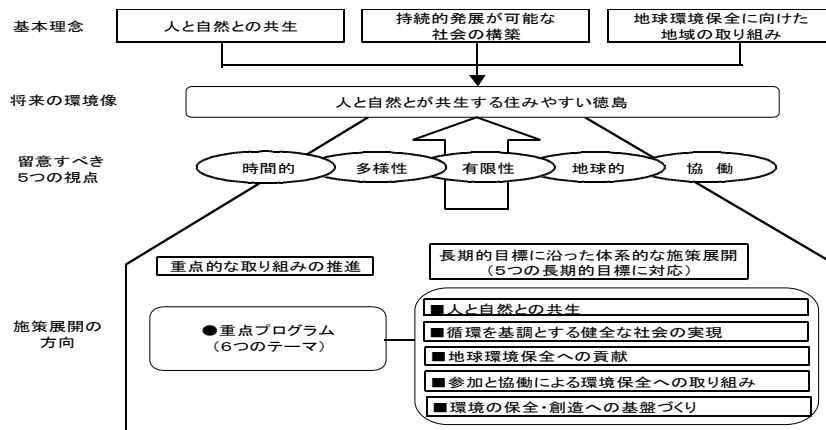 基本理念
人と自然との共生
持続的発展が可能な
社会の構築
地球環境保全に向けた
地域の取り組み
将来の環境像
人と自然とが共生する住みやすい徳島
留意すべき
5つの視点
時間的
多様性
有限性
地球的
協 働
重点的な取り組みの推進
長期的目標に沿った体系的な施策展開
(5つの長期的目標に対応)
施策展開の
方向
●重点プログラム
(6つのテーマ)
■人と自然との共生
■循環を基調とする健全な社会の実現
■地球環境保全への貢献
■参加と協働による環境保全への取り組み
■環境の保全・創造への基盤づくり